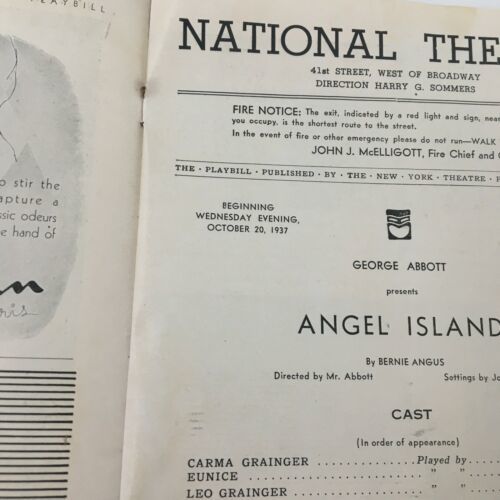 PLAYBILL
o stir the
apture a
ssic odeurs
e hand of
an
ris
NATIONAL THE
41st STREET, WEST OF BROADWAY
DIRECTION HARRY G. SOMMERS
FIRE NOTICE: The exit, indicated by a red light and sign, near
you occupy, is the shortest route to the street.
In the event of fire or other emergency please do not run—WALK
JOHN J. McELLIGOTT, Fire Chief and
THE · PLAYBILL · PUBLISHED · BY · THE · NEW · YORK · THEATRE · P
BEGINNING
WEDNESDAY EVENING,
OCTOBER 20, 1937
GEORGE ABBOTT
presents
ANGEL ISLAND
By BERNIE ANGUS
Directed by Mr. Abbott Settings by Jo
CAST
(In order of appearance)
CARMA GRAINGER .................. Played by ......
EUNICE .................. " " ......
LEO GRAINGER .................. " "